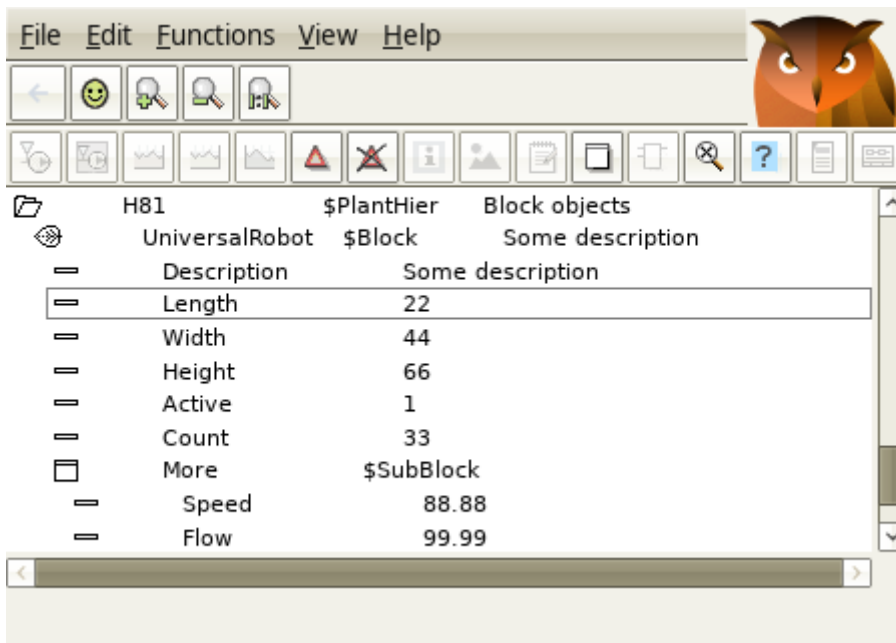 File Edit Functions View Help
?
H81 $PlantHier Block objects
UniversalRobot $Block Some description
Description Some description
Length 22
Width 44
Height 66
Active 1
Count 33
More $SubBlock
Speed 88.88
Flow 99.99